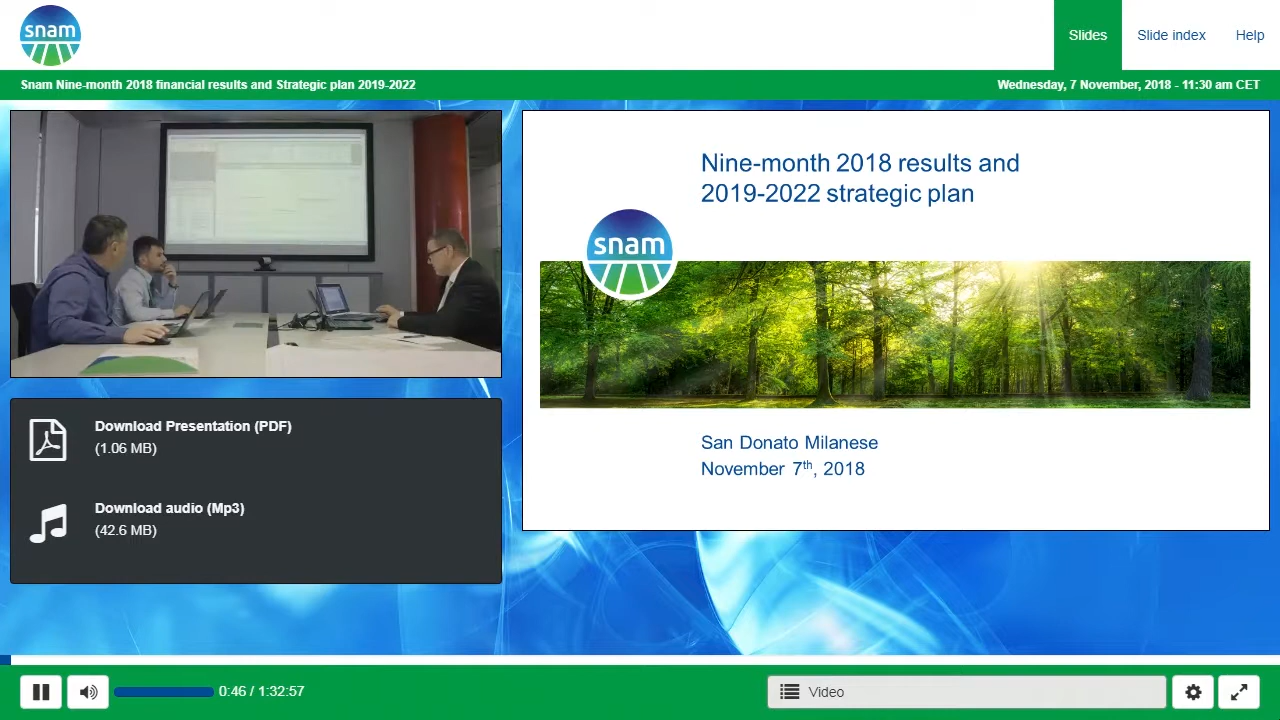 snam
Slides
Slide index
Help
Snam Nine-month 2018 financial results and Strategic plan 2019-2022
Wednesday, 7 November, 2018 - 11:30 am CET
Nine-month 2018 results and
2019-2022 strategic plan
snam
San Donato Milanese
November 7th, 2018
Download Presentation (PDF)
(1.06 MB)
Download audio (Mp3)
(42.6 MB)
0:46 / 1:32:57
Video